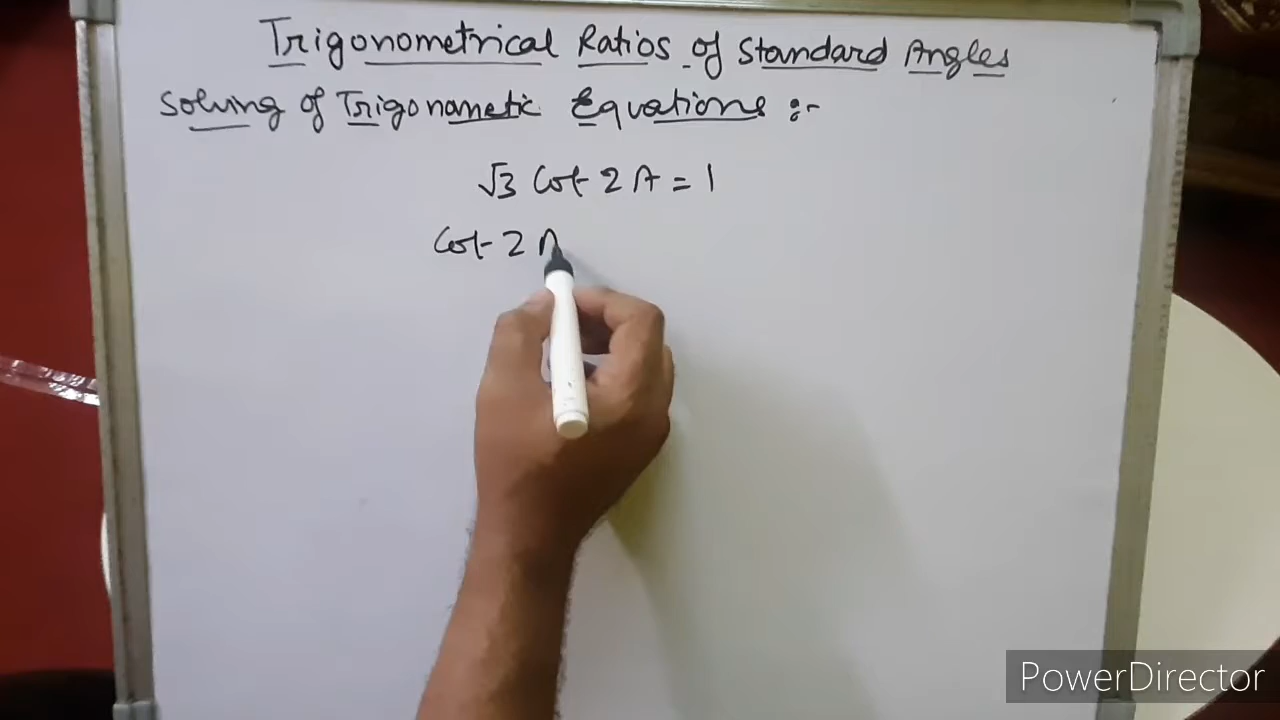 Trigonometrical Ratios of Standard Angles
Solving of Trigonametic Equations :-
√3 Cot 2A = 1
Cot 2 A
PowerDirector